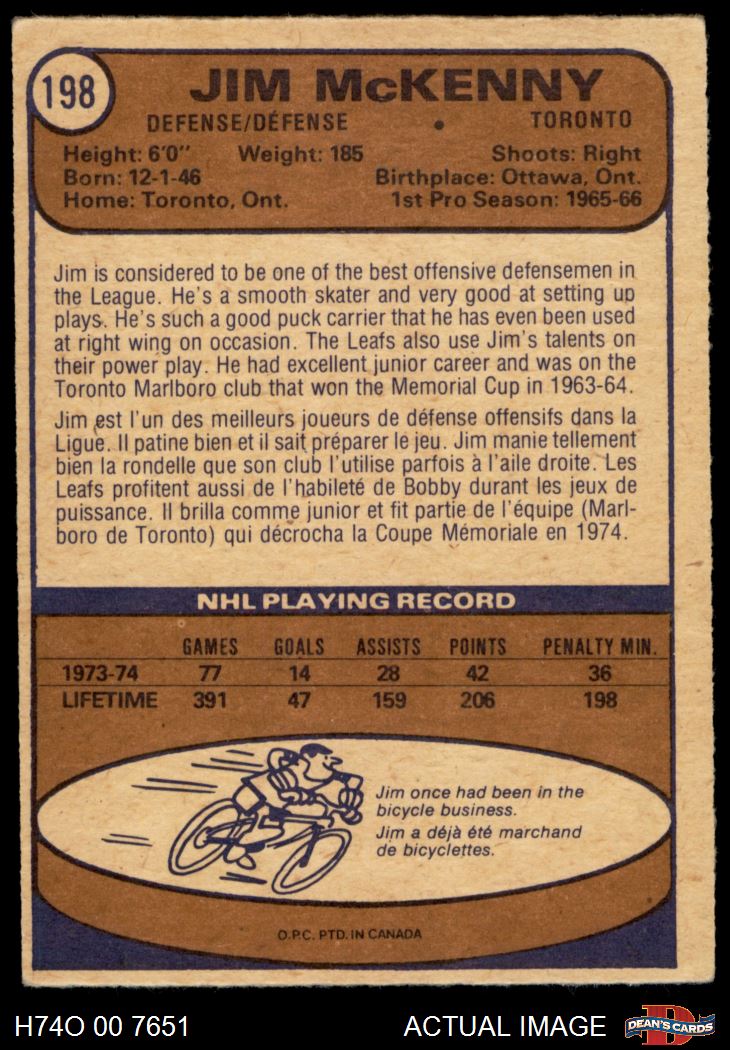 198
JIM McKENNY
DEFENSE/DÉFENSE • TORONTO
Height: 6'0" Weight: 185 Shoots: Right
Born: 12-1-46 Birthplace: Ottawa, Ont.
Home: Toronto, Ont. 1st Pro Season: 1965-66
Jim is considered to be one of the best offensive defensemen in
the League. He's a smooth skater and very good at setting up
plays. He's such a good puck carrier that he has even been used
at right wing on occasion. The Leafs also use Jim's talents on
their power play. He had excellent junior career and was on the
Toronto Marlboro club that won the Memorial Cup in 1963-64.
Jim est l'un des meilleurs joueurs de défense offensifs dans la
Ligue. Il patine bien et il sait préparer le jeu. Jim manie tellement
bien la rondelle que son club l'utilise parfois à l'aile droite. Les
Leafs profitent aussi de l'habileté de Bobby durant les jeux de
puissance. Il brilla comme junior et fit partie de l'équipe (Marl-
boro de Toronto) qui décrocha la Coupe Mémoriale en 1974.
NHL PLAYING RECORD
GAMES GOALS ASSISTS POINTS PENALTY MIN.
1973-74 77 14 28 42 36
LIFETIME 391 47 159 206 198
Jim once had been in the
bicycle business.
Jim a déjà été marchand
de bicyclettes.
O.P.C. PTD. IN CANADA
H74O 00 7651 ACTUAL IMAGE
D
DEAN'S CARDS